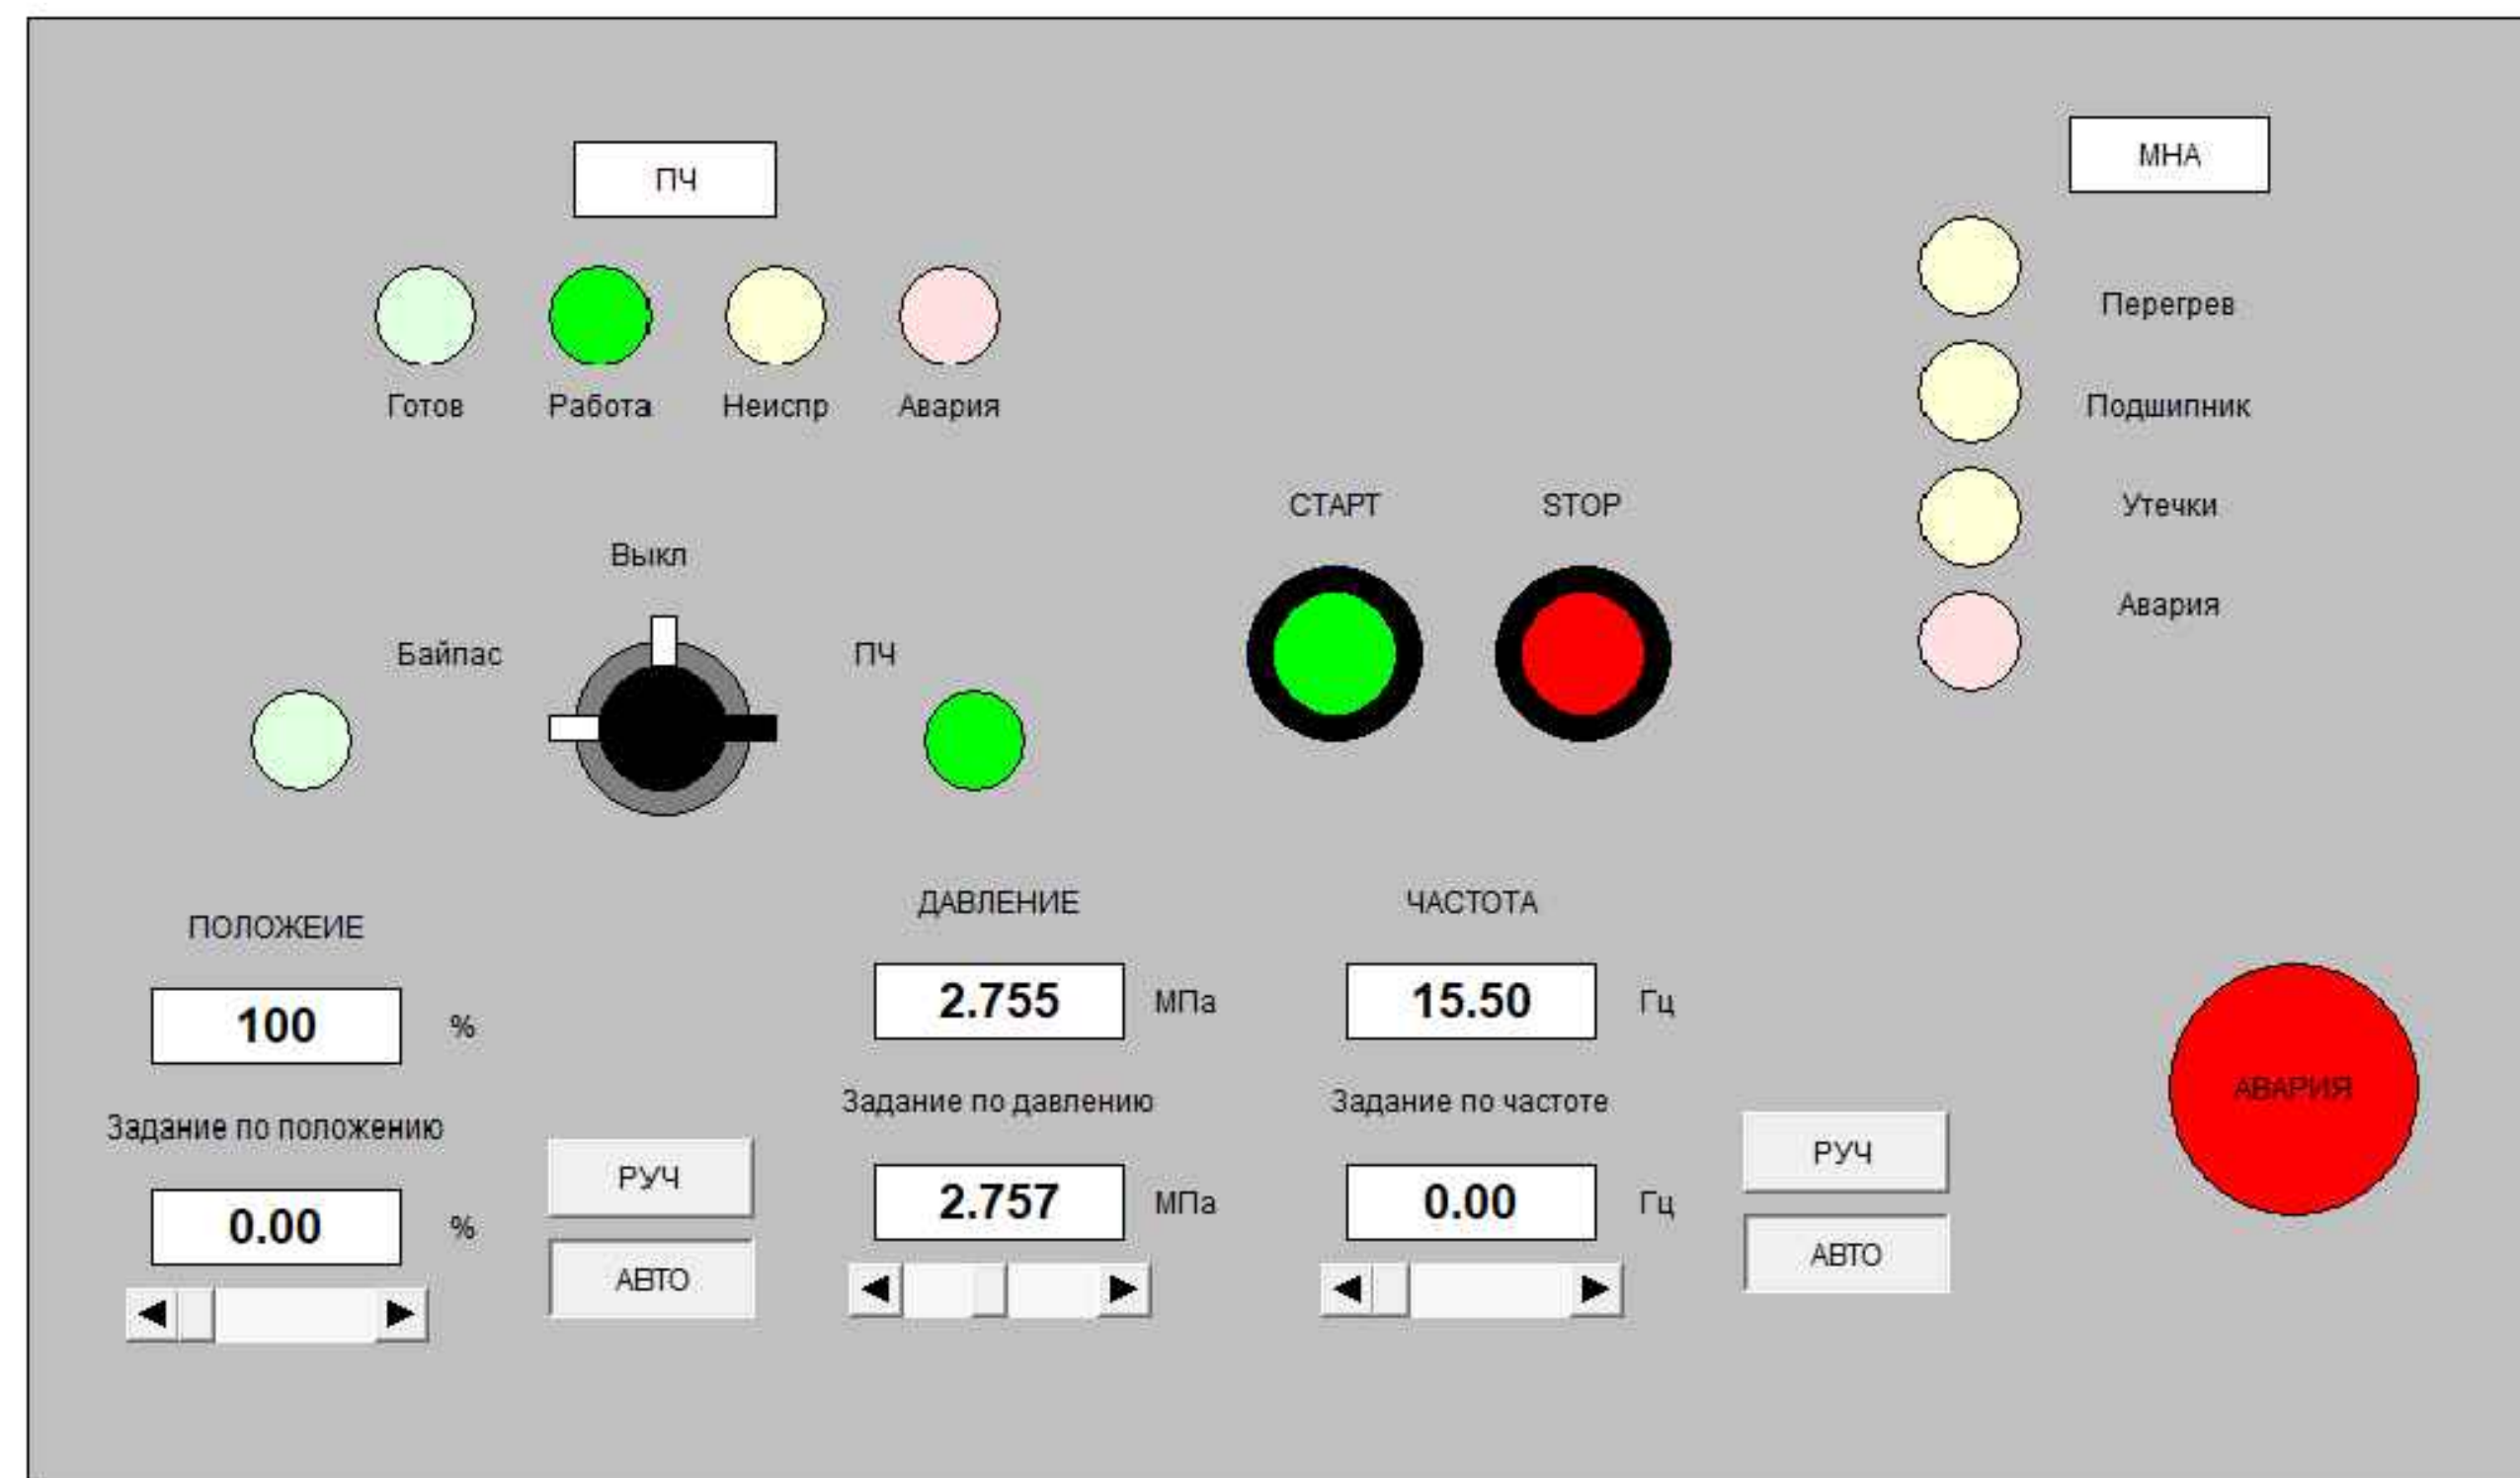 ПЧ
МНА
Готов Работа Неиспр Авария
Перегрев
Подшипник
Утечки
Авария
Выкл
Байпас
ПЧ
СТАРТ STOP
ПОЛОЖЕИЕ
100 %
Задание по положению
0.00 %
РУЧ
АВТО
ДАВЛЕНИЕ
2.755 МПа
Задание по давлению
2.757 МПа
ЧАСТОТА
15.50 Гц
Задание по частоте
0.00 Гц
РУЧ
АВТО
АВАРИЯ